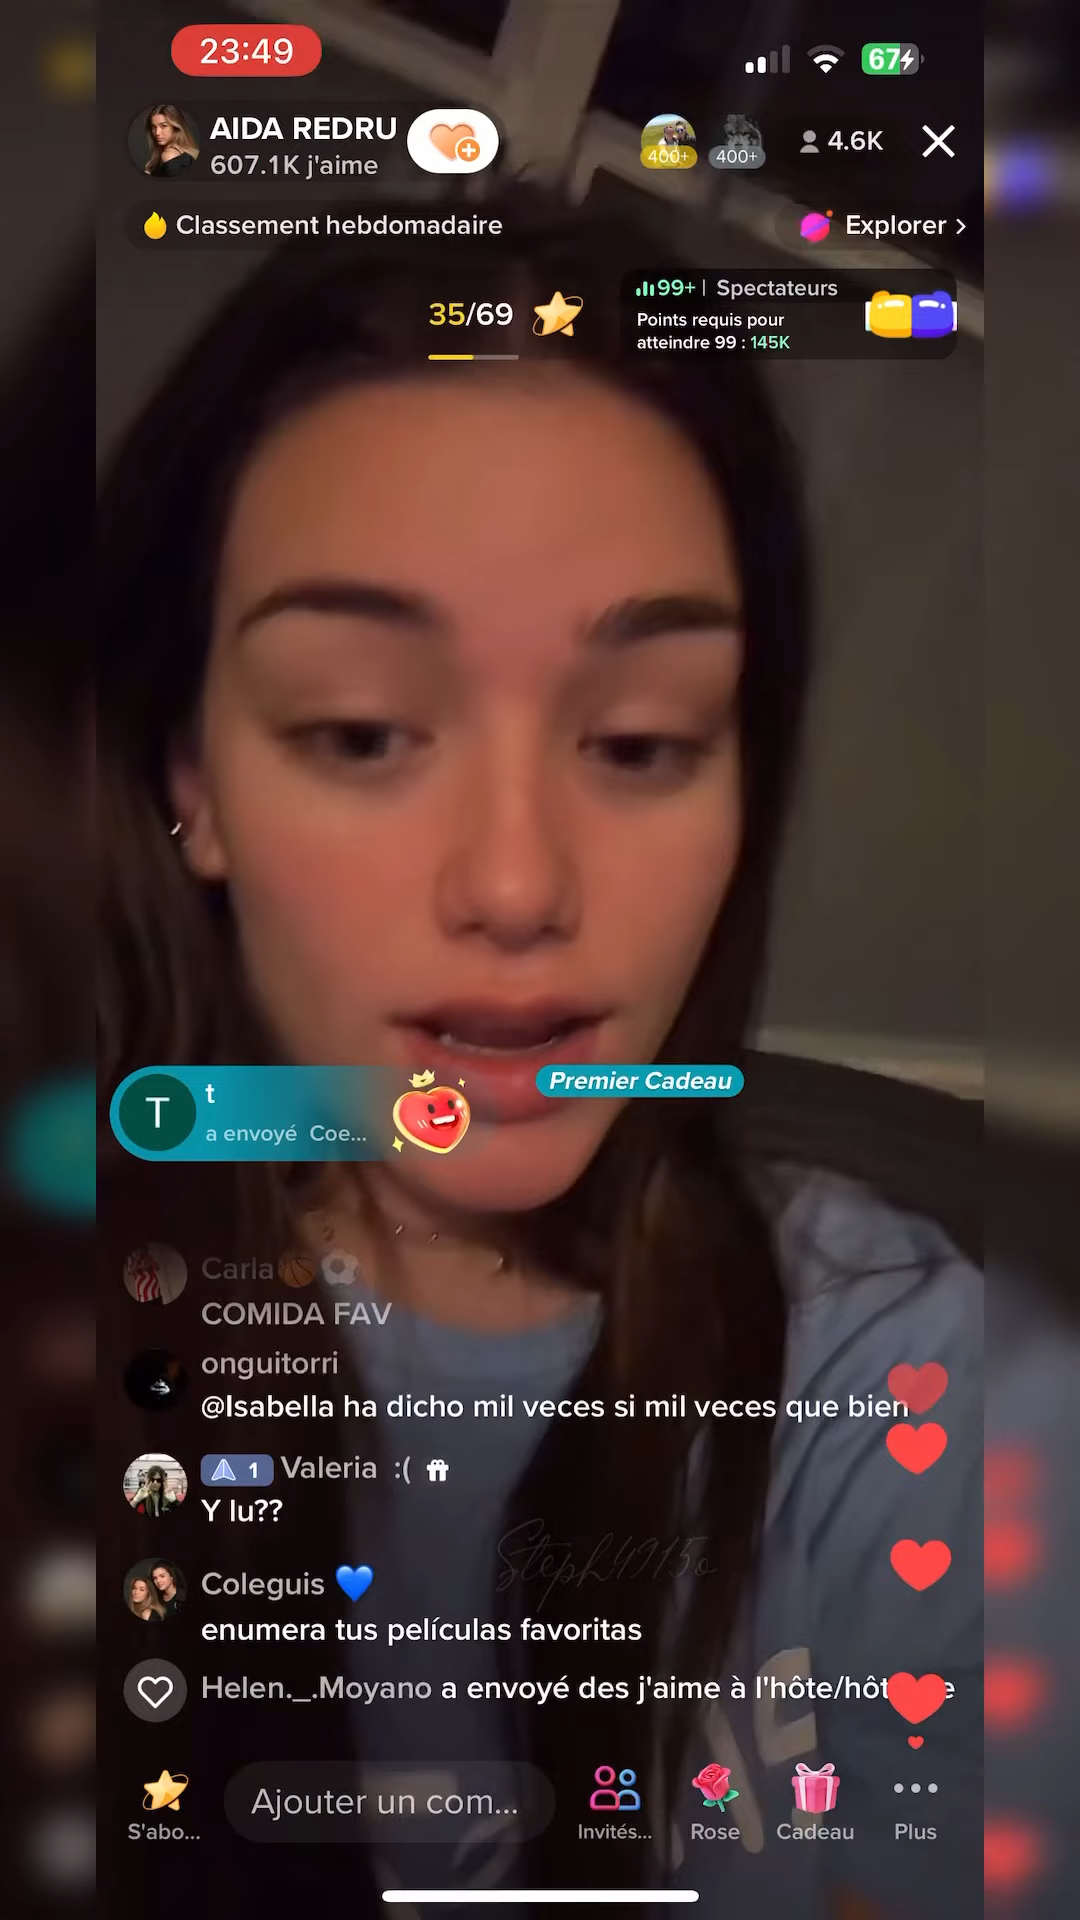 23:49
67
AIDA REDRU
607.1K j'aime
400+
400+
4.6K
Classement hebdomadaire
Explorer >
35/69
99+ | Spectateurs
Points requis pour
atteindre 99 : 145K
Premier Cadeau
T
t
a envoyé Coe...
Carla
COMIDA FAV
onguitorri
@Isabella ha dicho mil veces si mil veces que bien
1 Valeria :(
Y lu??
Coleguis
enumera tus películas favoritas
Steph4915o
Helen._.Moyano a envoyé des j'aime à l'hôte/hôt
Ajouter un com...
S'abo...
Invités...
Rose
Cadeau
Plus